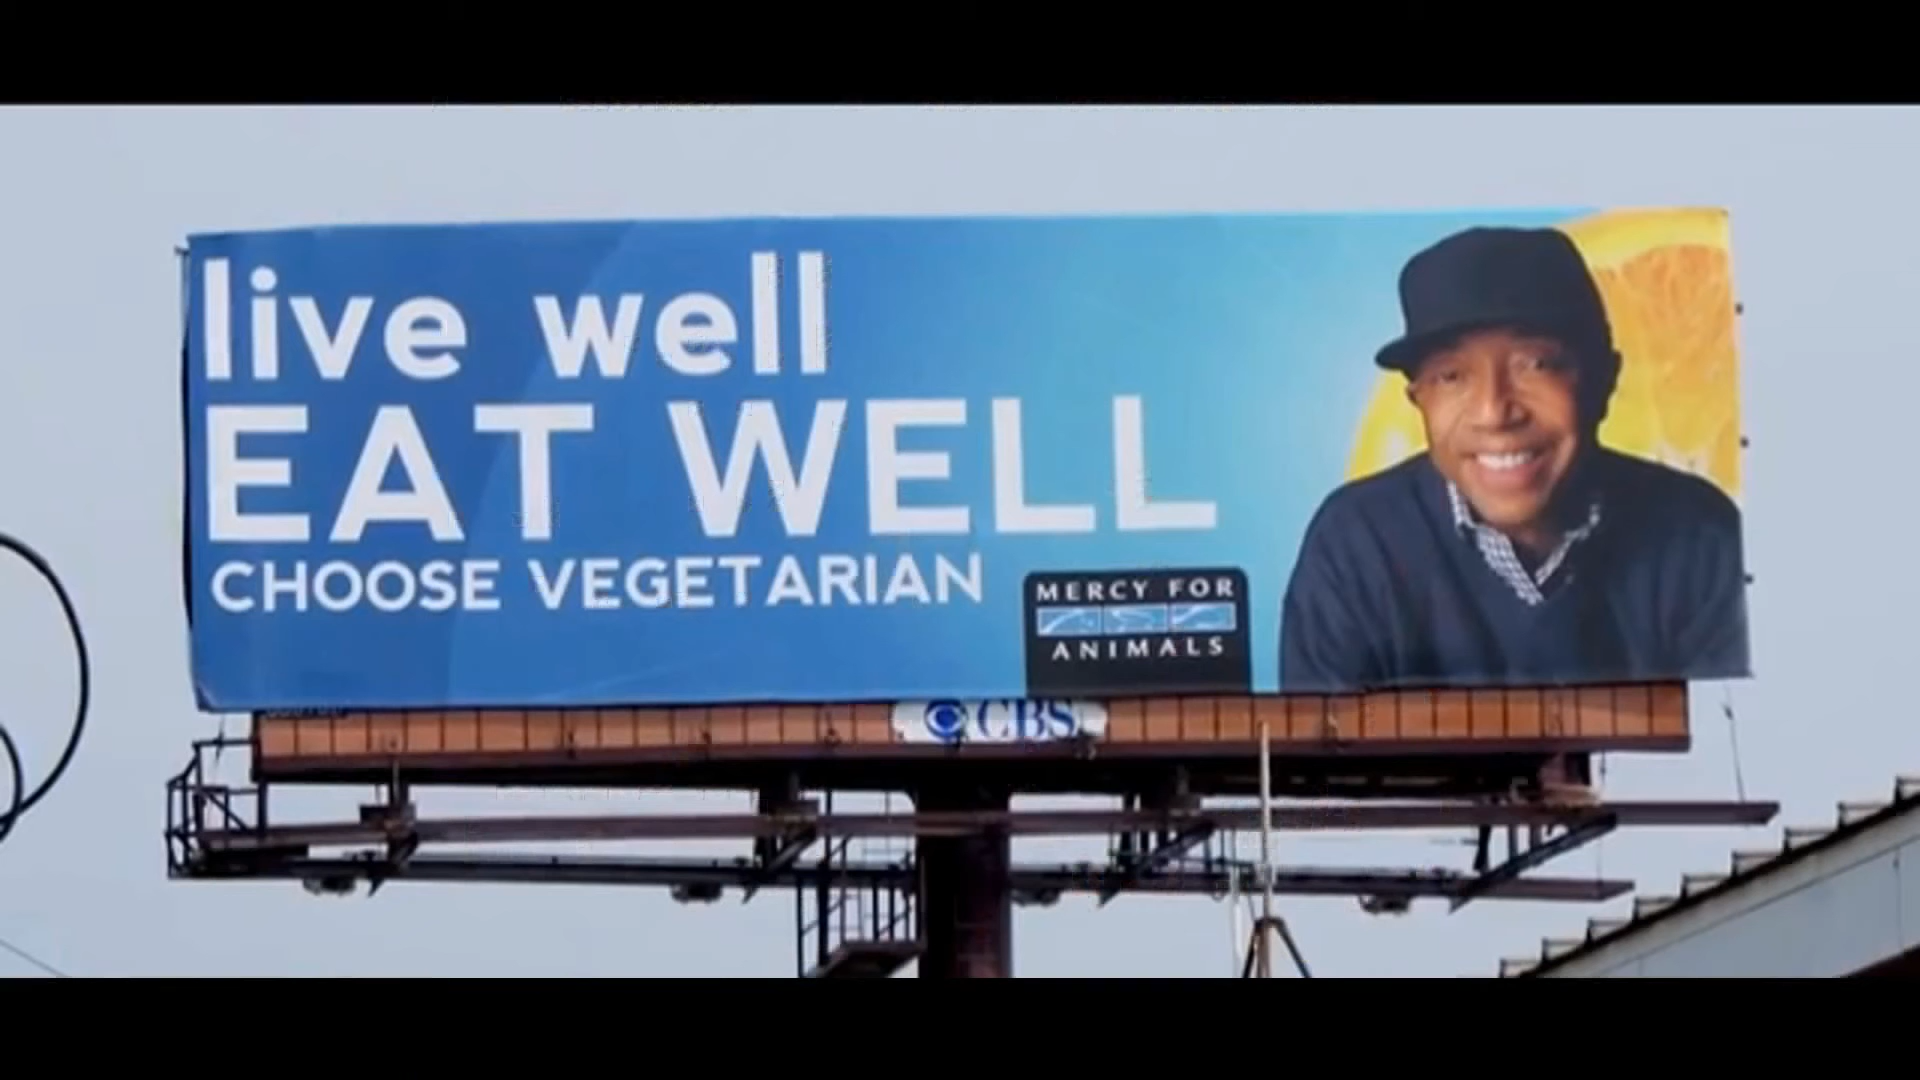 live well
EAT WELL
CHOOSE VEGETARIAN
MERCY FOR
ANIMALS
CBS